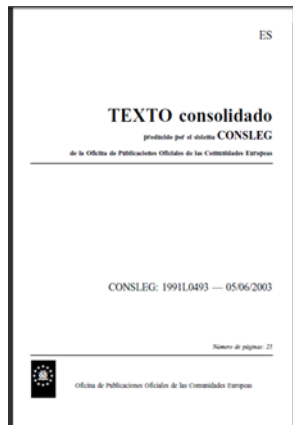 ES
TEXTO consolidado
producido por el sistema CONSLEG
de la Oficina de Publicaciones Oficiales de las Comunidades Europeas
CONSLEG: 1991L0493 — 05/06/2003
Número de páginas: 25
Oficina de Publicaciones Oficiales de las Comunidades Europeas